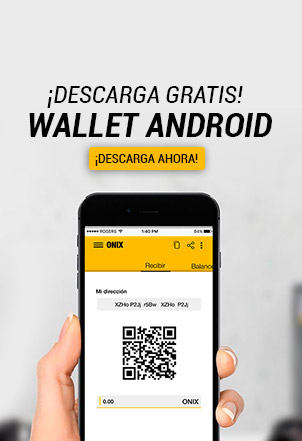 ¡DESCARGA GRATIS!
WALLET ANDROID
¡DESCARGA AHORA!
ROGERS 1:40 PM 84%
ONIX
Recibir Balance
Mi dirección
XZHo P2Jj r5Bw XZHo P2Jj
0.00 ONIX